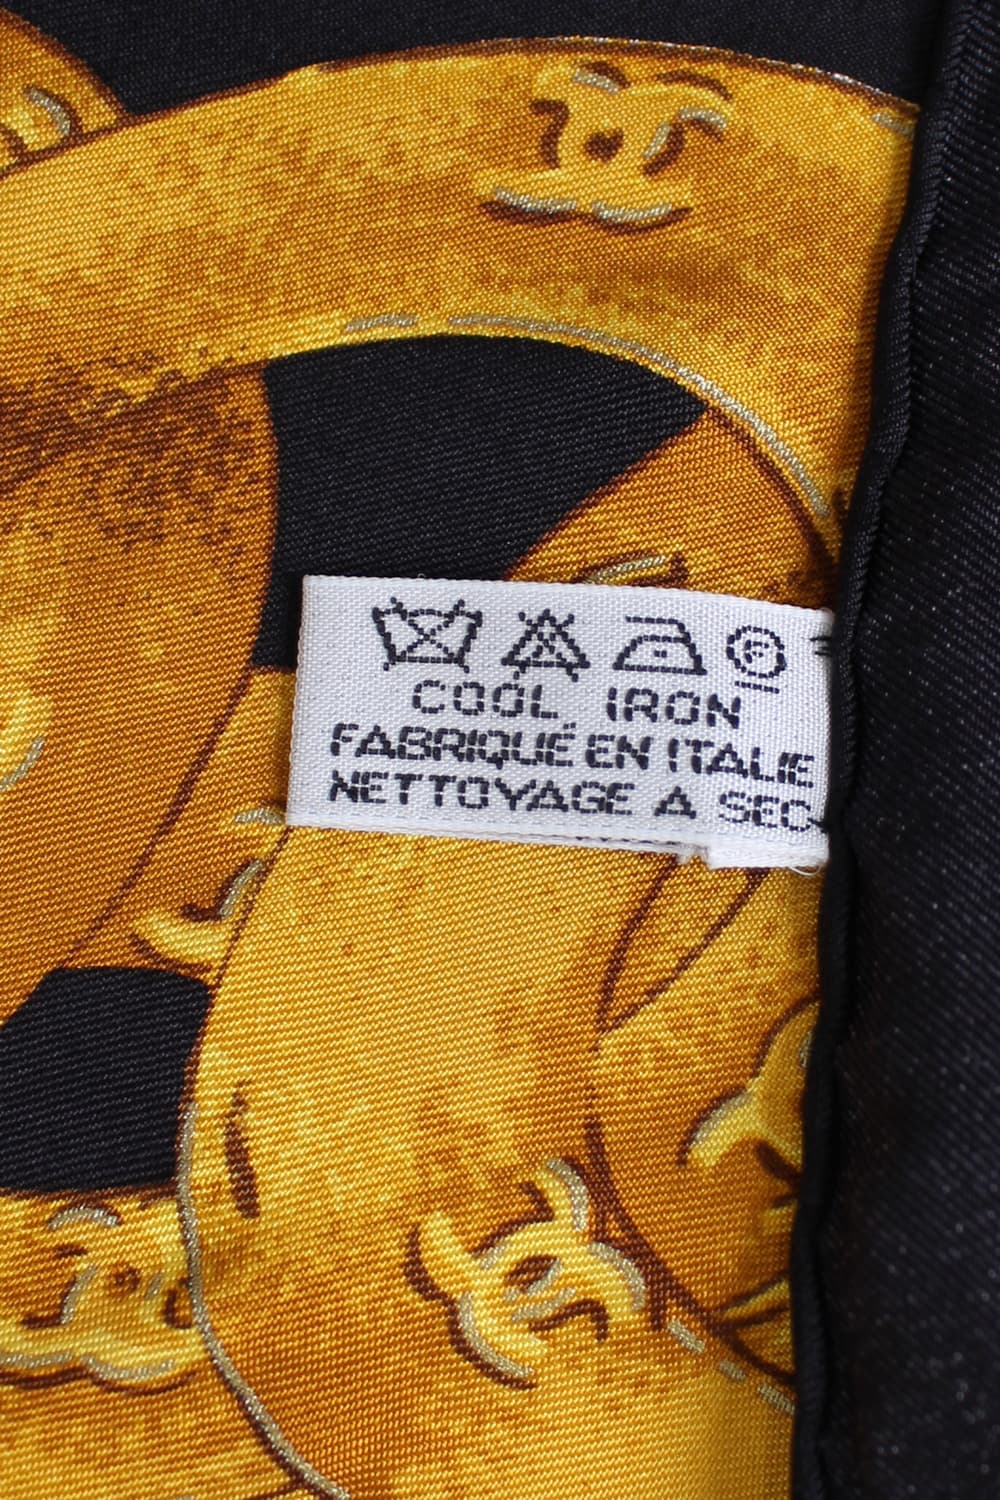 F
COOL IRON
FABRIQUÉ EN ITALIE
NETTOYAGE A SEC